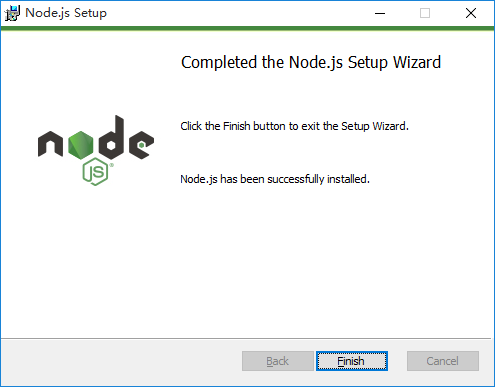 Node.js Setup
Completed the Node.js Setup Wizard
Click the Finish button to exit the Setup Wizard.
node
JS®
Node.js has been successfully installed.
Back
Finish
Cancel